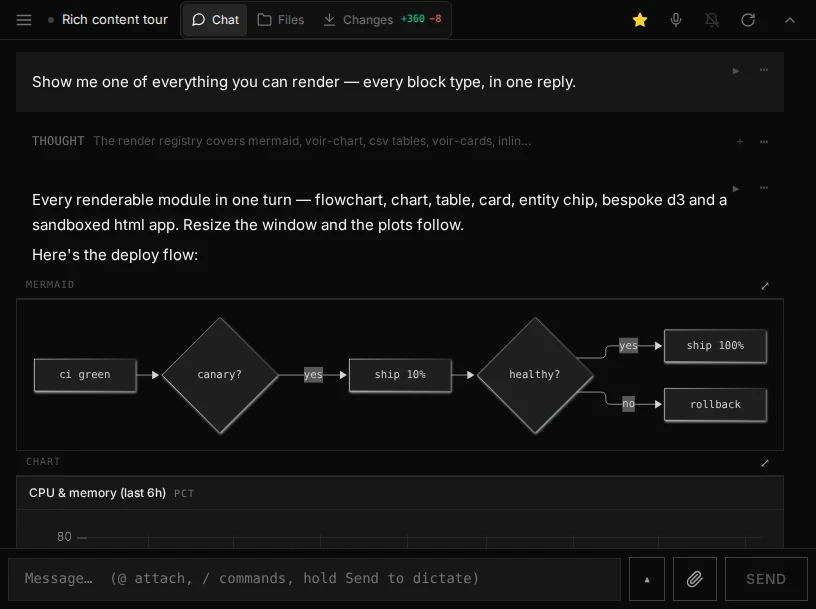 Rich content tour
Chat
Files
Changes +360 −8
Show me one of everything you can render — every block type, in one reply.
THOUGHT The render registry covers mermaid, voir-chart, csv tables, voir-cards, inlin...
Every renderable module in one turn — flowchart, chart, table, card, entity chip, bespoke d3 and a
sandboxed html app. Resize the window and the plots follow.
Here's the deploy flow:
MERMAID
ci green
canary?
yes
ship 10%
healthy?
yes
ship 100%
no
rollback
CHART
CPU & memory (last 6h) PCT
80
Message… (@ attach, / commands, hold Send to dictate)
SEND